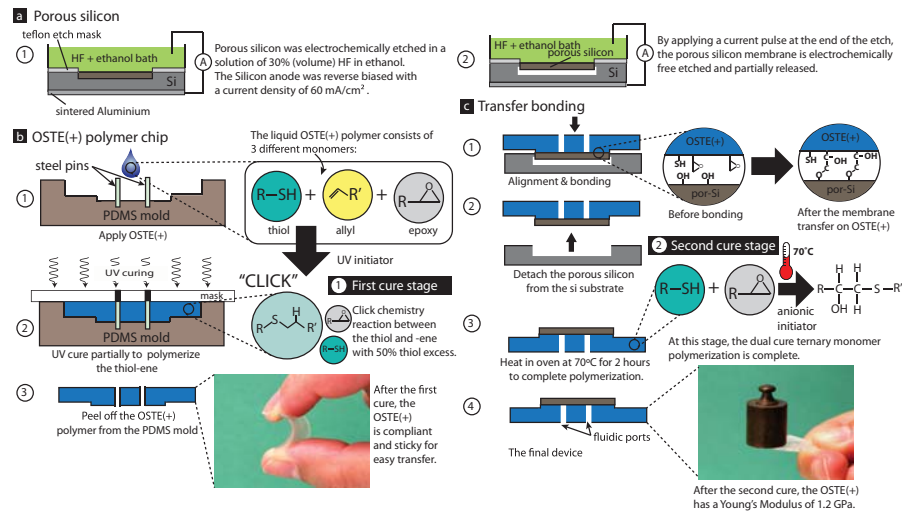 a Porous silicon
teflon etch mask
1
HF + ethanol bath
A
Si
sintered Aluminium
Porous silicon was electrochemically etched in a
solution of 30% (volume) HF in ethanol.
The Silicon anode was reverse biased with
a current density of 60 mA/cm².
2
HF + ethanol bath
porous silicon
A
By applying a current pulse at the end of the etch,
the porous silicon membrane is electrochemically
free etched and partially released.
b OSTE(+) polymer chip
steel pins
1
PDMS mold
Apply OSTE(+)
The liquid OSTE(+) polymer consists of
3 different monomers:
R—SH + R' + R O
thiol allyl epoxy
UV initiator
UV curing
mask
2
PDMS mold
UV cure partially to polymerize
the thiol-ene
"CLICK"
R S H R'
1 First cure stage
R O
R—SH
Click chemistry
reaction between
the thiol and -ene
with 50% thiol excess.
3
Peel off the OSTE(+)
polymer from the PDMS mold
After the first
cure, the
OSTE(+)
is compliant
and sticky for
easy transfer.
c Transfer bonding
1
Alignment & bonding
OSTE(+)
SH O O
OH OH
por-Si
Before bonding
OSTE(+)
SH C OH C OH
O C O C
por-Si
After the membrane
transfer on OSTE(+)
2
Detach the porous silicon
from the si substrate
2 Second cure stage
70°C
R—SH + R O
anionic
initiator
H H
R—C—C—S—R'
OH H
At this stage, the dual cure ternary monomer
polymerization is complete.
3
Heat in oven at 70ºC for 2 hours
to complete polymerization.
4
fluidic ports
The final device
After the second cure, the OSTE(+)
has a Young's Modulus of 1.2 GPa.